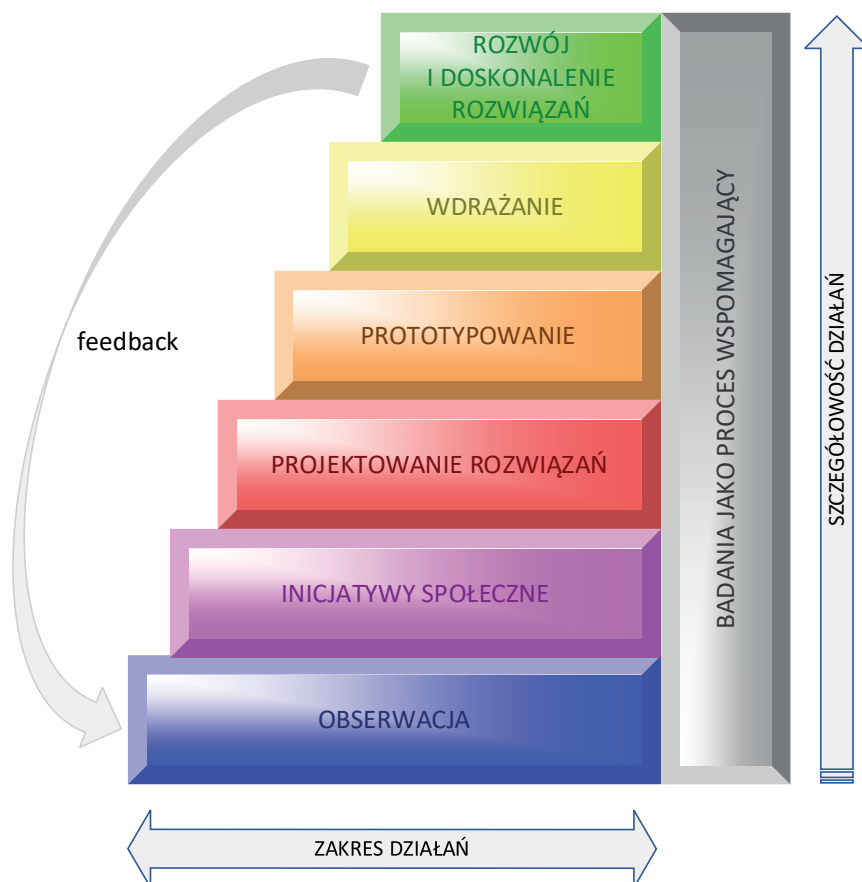 ROZWÓJ
I DOSKONALENIE
ROZWIĄZAŃ
WDRAŻANIE
PROTOTYPOWANIE
PROJEKTOWANIE ROZWIĄZAŃ
INICJATYWY SPOŁECZNE
OBSERWACJA
feedback
BADANIA JAKO PROCES WSPOMAGAJĄCY
SZCZEGÓŁOWOŚĆ DZIAŁAŃ
ZAKRES DZIAŁAŃ